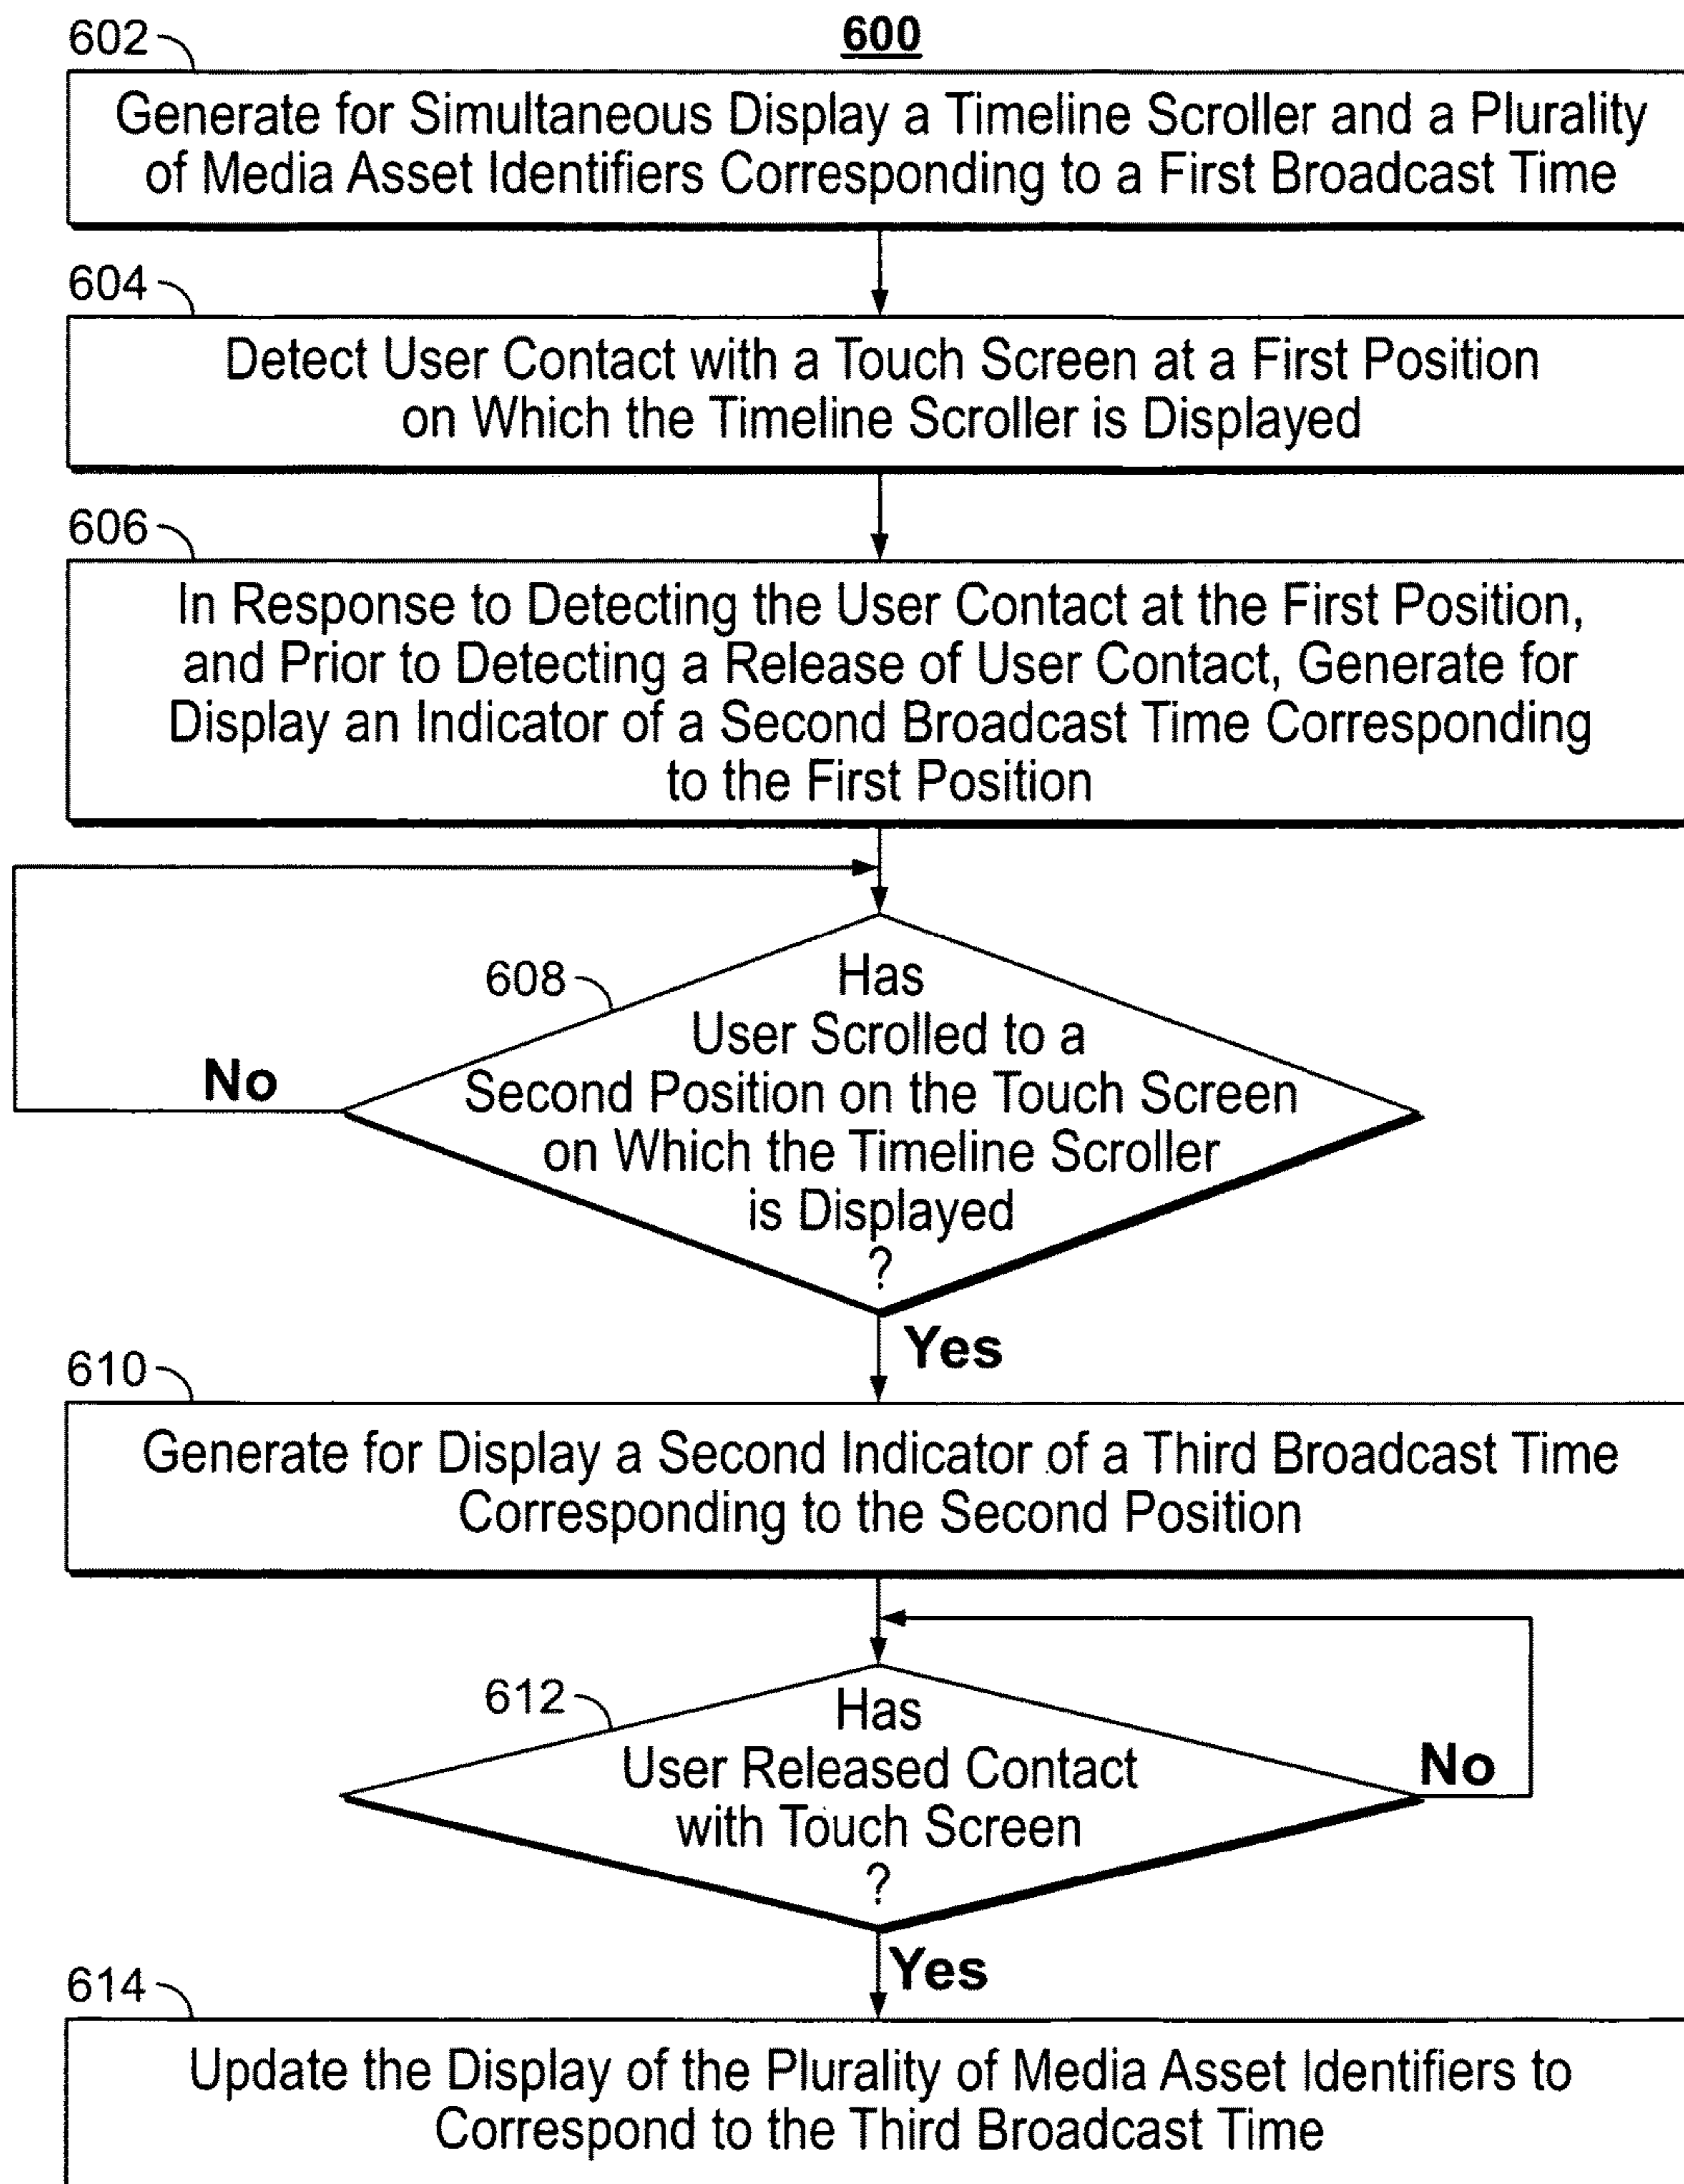 600
602
Generate for Simultaneous Display a Timeline Scroller and a Plurality
of Media Asset Identifiers Corresponding to a First Broadcast Time
604
Detect User Contact with a Touch Screen at a First Position
on Which the Timeline Scroller is Displayed
606
In Response to Detecting the User Contact at the First Position,
and Prior to Detecting a Release of User Contact, Generate for
Display an Indicator of a Second Broadcast Time Corresponding
to the First Position
608
Has
User Scrolled to a
Second Position on the Touch Screen
on Which the Timeline Scroller
is Displayed
?
No
Yes
610
Generate for Display a Second Indicator of a Third Broadcast Time
Corresponding to the Second Position
612
Has
User Released Contact
with Touch Screen
?
No
Yes
614
Update the Display of the Plurality of Media Asset Identifiers to
Correspond to the Third Broadcast Time